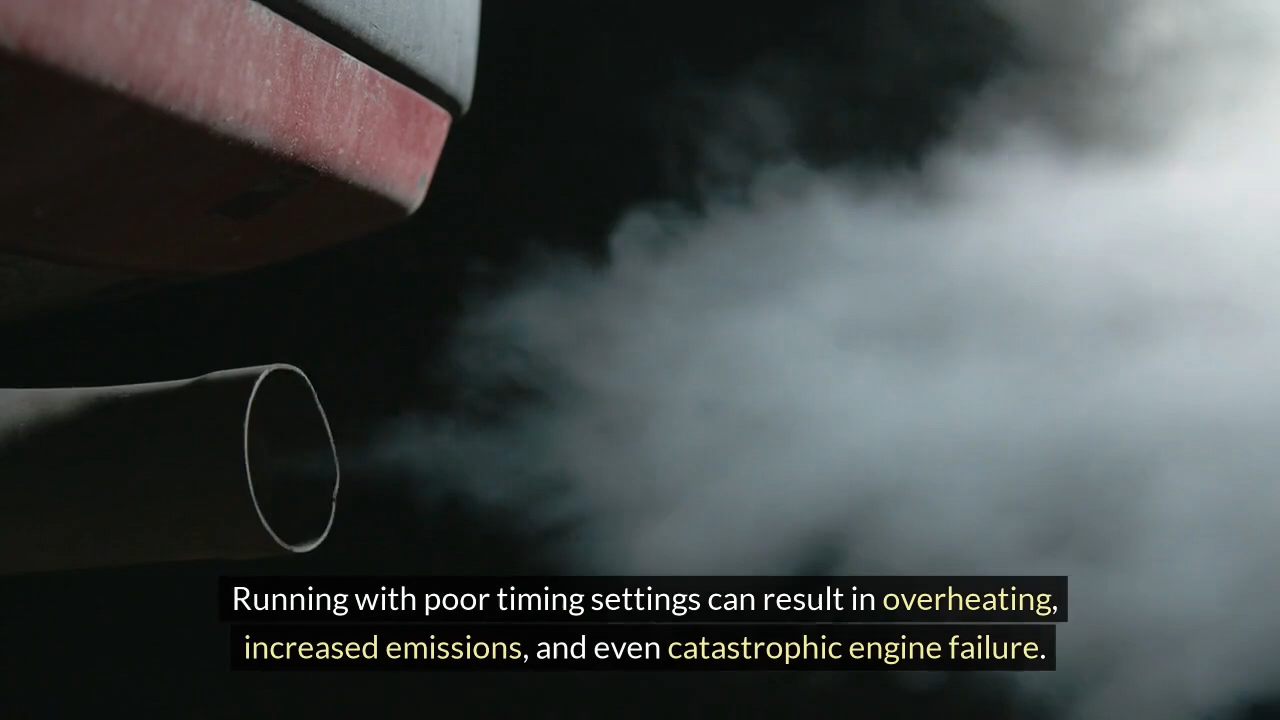 Running with poor timing settings can result in overheating,
increased emissions, and even catastrophic engine failure.